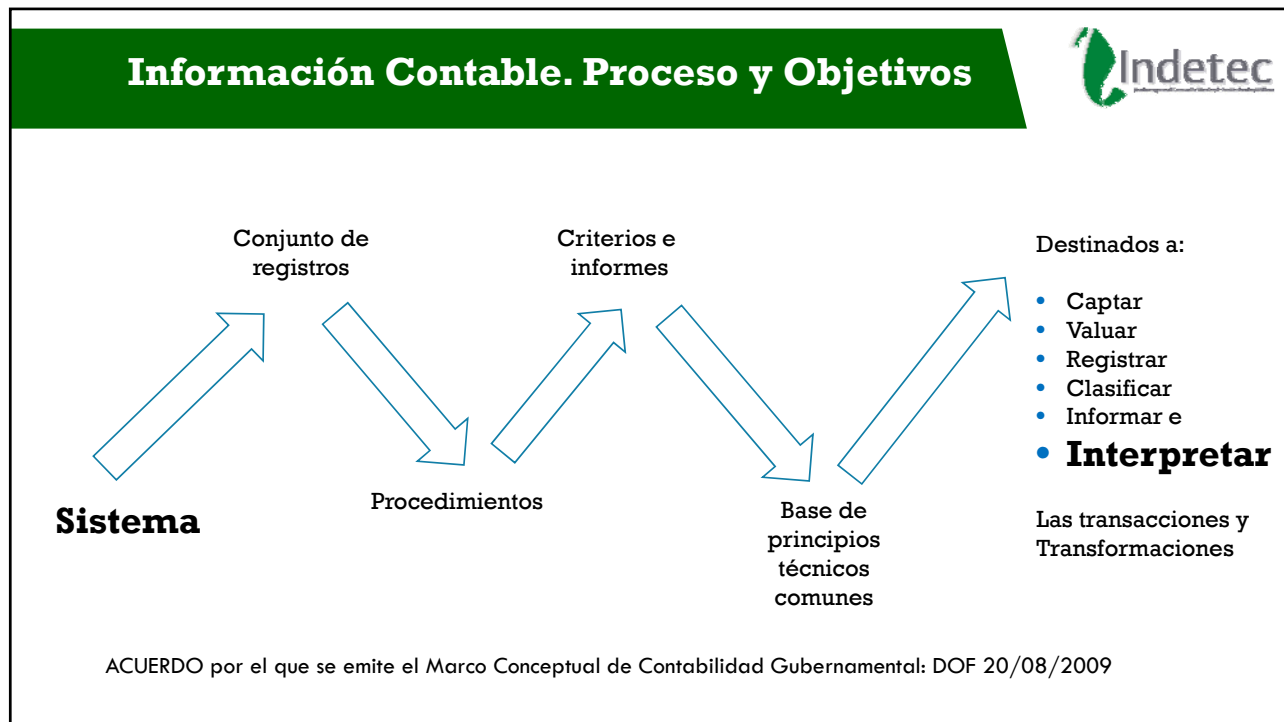 Información Contable. Proceso y Objetivos
Indetec
Conjunto de
registros
Criterios e
informes
Destinados a:
• Captar
• Valuar
• Registrar
• Clasificar
• Informar e
• Interpretar
Procedimientos
Sistema
Base de
principios
técnicos
comunes
Las transacciones y
Transformaciones
ACUERDO por el que se emite el Marco Conceptual de Contabilidad Gubernamental: DOF 20/08/2009